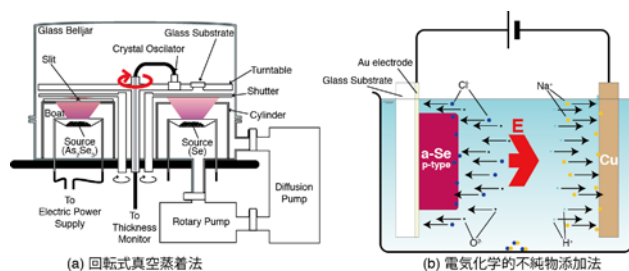 (a)
Glass Belljar
Glass Substrate
Crystal Oscilator
Slit
Turntable
Shutter
Boat
Cylinder
Source
(As₂Se₃)
Source
(Se)
To
Electric Power
Supply
To
Thickness
Monitor
Rotary Pump
Diffusion
Pump
(a) 回転式真空蒸着法
(b)
Au electrode
Glass Substrate
Cl⁻
Na⁺
E
a-Se
p-type
Cu
H⁺
(b) 電気化学的不純物添加法